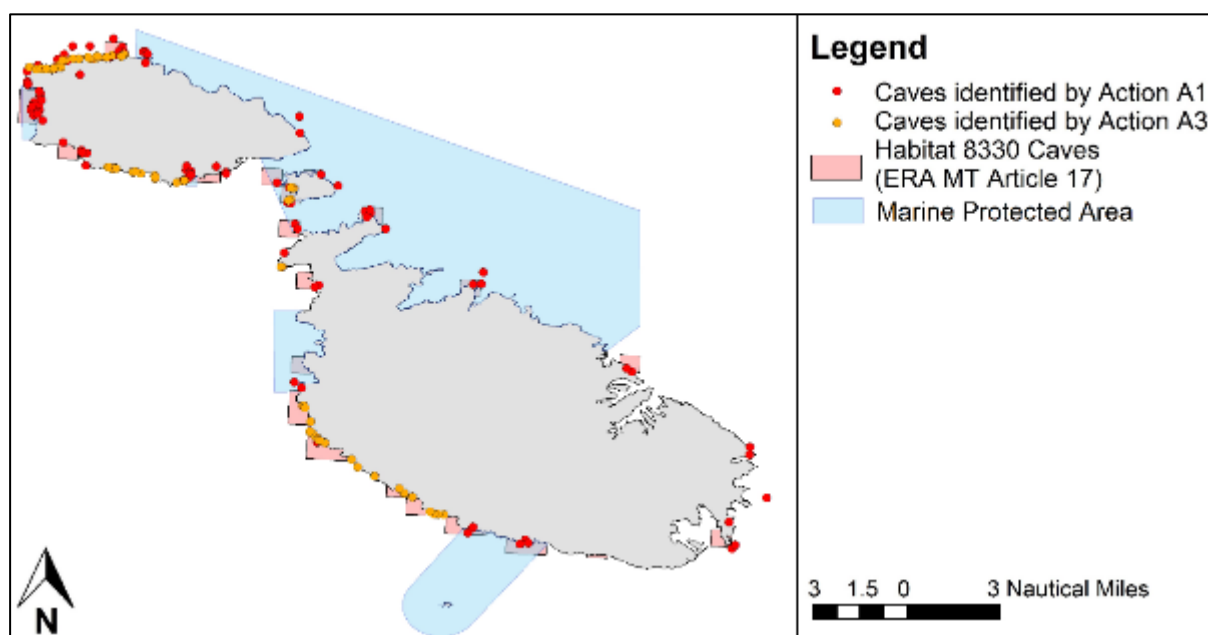 Legend
Caves identified by Action A1
Caves identified by Action A3
Habitat 8330 Caves
(ERA MT Article 17)
Marine Protected Area
N
3 1.5 0 3 Nautical Miles